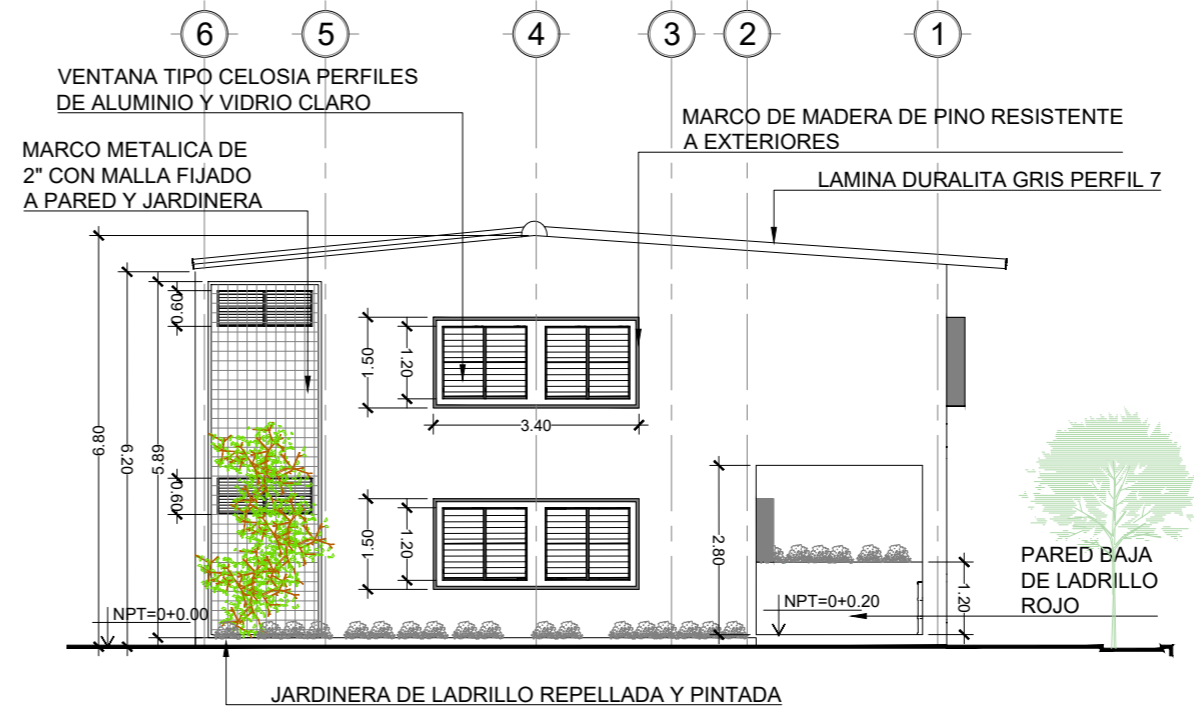 6 5 4 3 2 1
VENTANA TIPO CELOSIA PERFILES
DE ALUMINIO Y VIDRIO CLARO
MARCO DE MADERA DE PINO RESISTENTE
A EXTERIORES
MARCO METALICA DE
2" CON MALLA FIJADO
A PARED Y JARDINERA
LAMINA DURALITA GRIS PERFIL 7
0.60
1.50
1.20
3.40
6.80
6.20
5.89
0.60
1.50
1.20
2.80
1.20
PARED BAJA
DE LADRILLO
ROJO
NPT=0+0.00
NPT=0+0.20
JARDINERA DE LADRILLO REPELLADA Y PINTADA